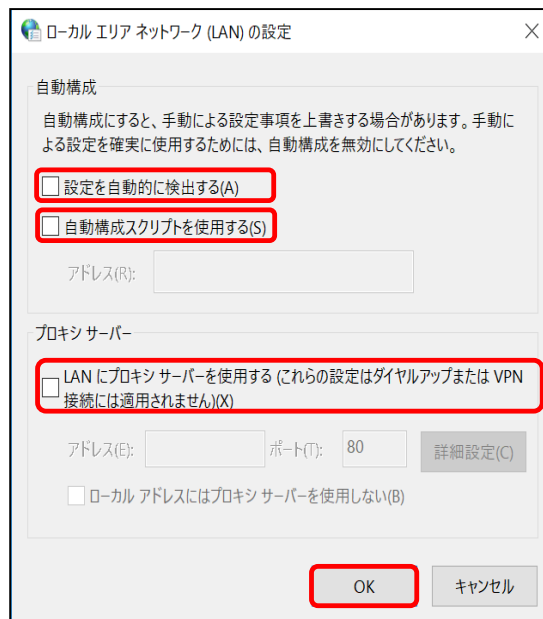 ローカル エリア ネットワーク (LAN) の設定
自動構成
自動構成にすると、手動による設定事項を上書きする場合があります。手動に
よる設定を確実に使用するためには、自動構成を無効にしてください。
設定を自動的に検出する(A)
自動構成スクリプトを使用する(S)
アドレス(R):
プロキシ サーバー
LAN にプロキシ サーバーを使用する (これらの設定はダイヤルアップまたは VPN
接続には適用されません)(X)
アドレス(E): ポート(T): 80 詳細設定(C)
ローカル アドレスにはプロキシ サーバーを使用しない(B)
OK キャンセル